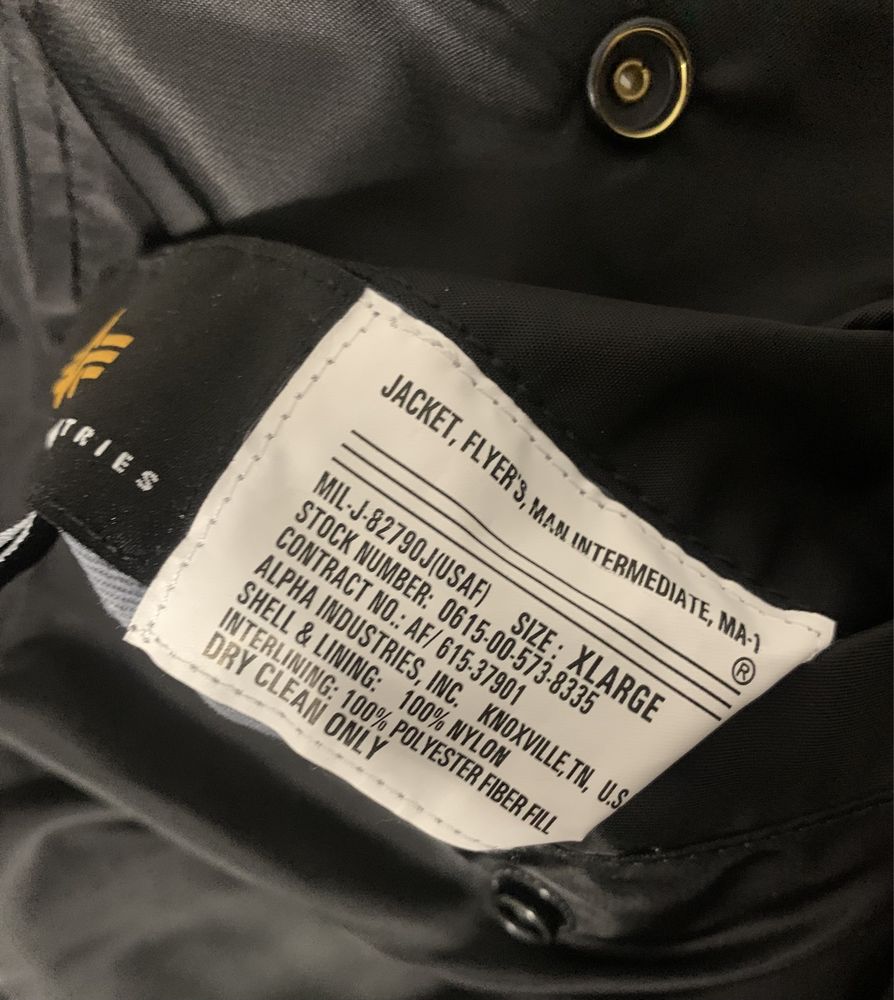 TRIES
JACKET, FLYER'S, MAN INTERMEDIATE, MA-1
®
MIL-J-82790J(USAF) SIZE: XLARGE
STOCK NUMBER: 0615-00-573-8335
CONTRACT NO.: AF/ 615-37901
ALPHA INDUSTRIES, INC. KNOXVILLE, TN, U.S
SHELL & LINING: 100% NYLON
INTERLINING: 100% POLYESTER FIBER FILL
DRY CLEAN ONLY